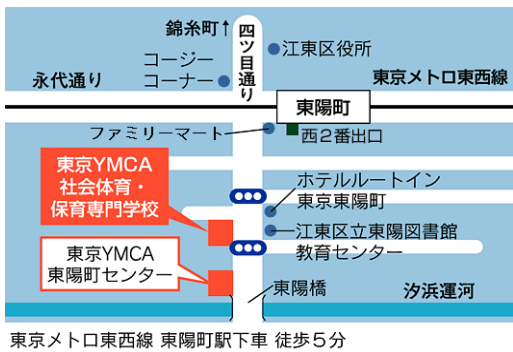 錦糸町↑
四ツ目通り
江東区役所
コージー
コーナー
永代通り
東京メトロ東西線
東陽町
ファミリーマート
西2番出口
東京YMCA
社会体育・
保育専門学校
ホテルルートイン
東京東陽町
江東区立東陽図書館
教育センター
東京YMCA
東陽町センター
東陽橋
汐浜運河
東京メトロ東西線 東陽町駅下車 徒歩5分